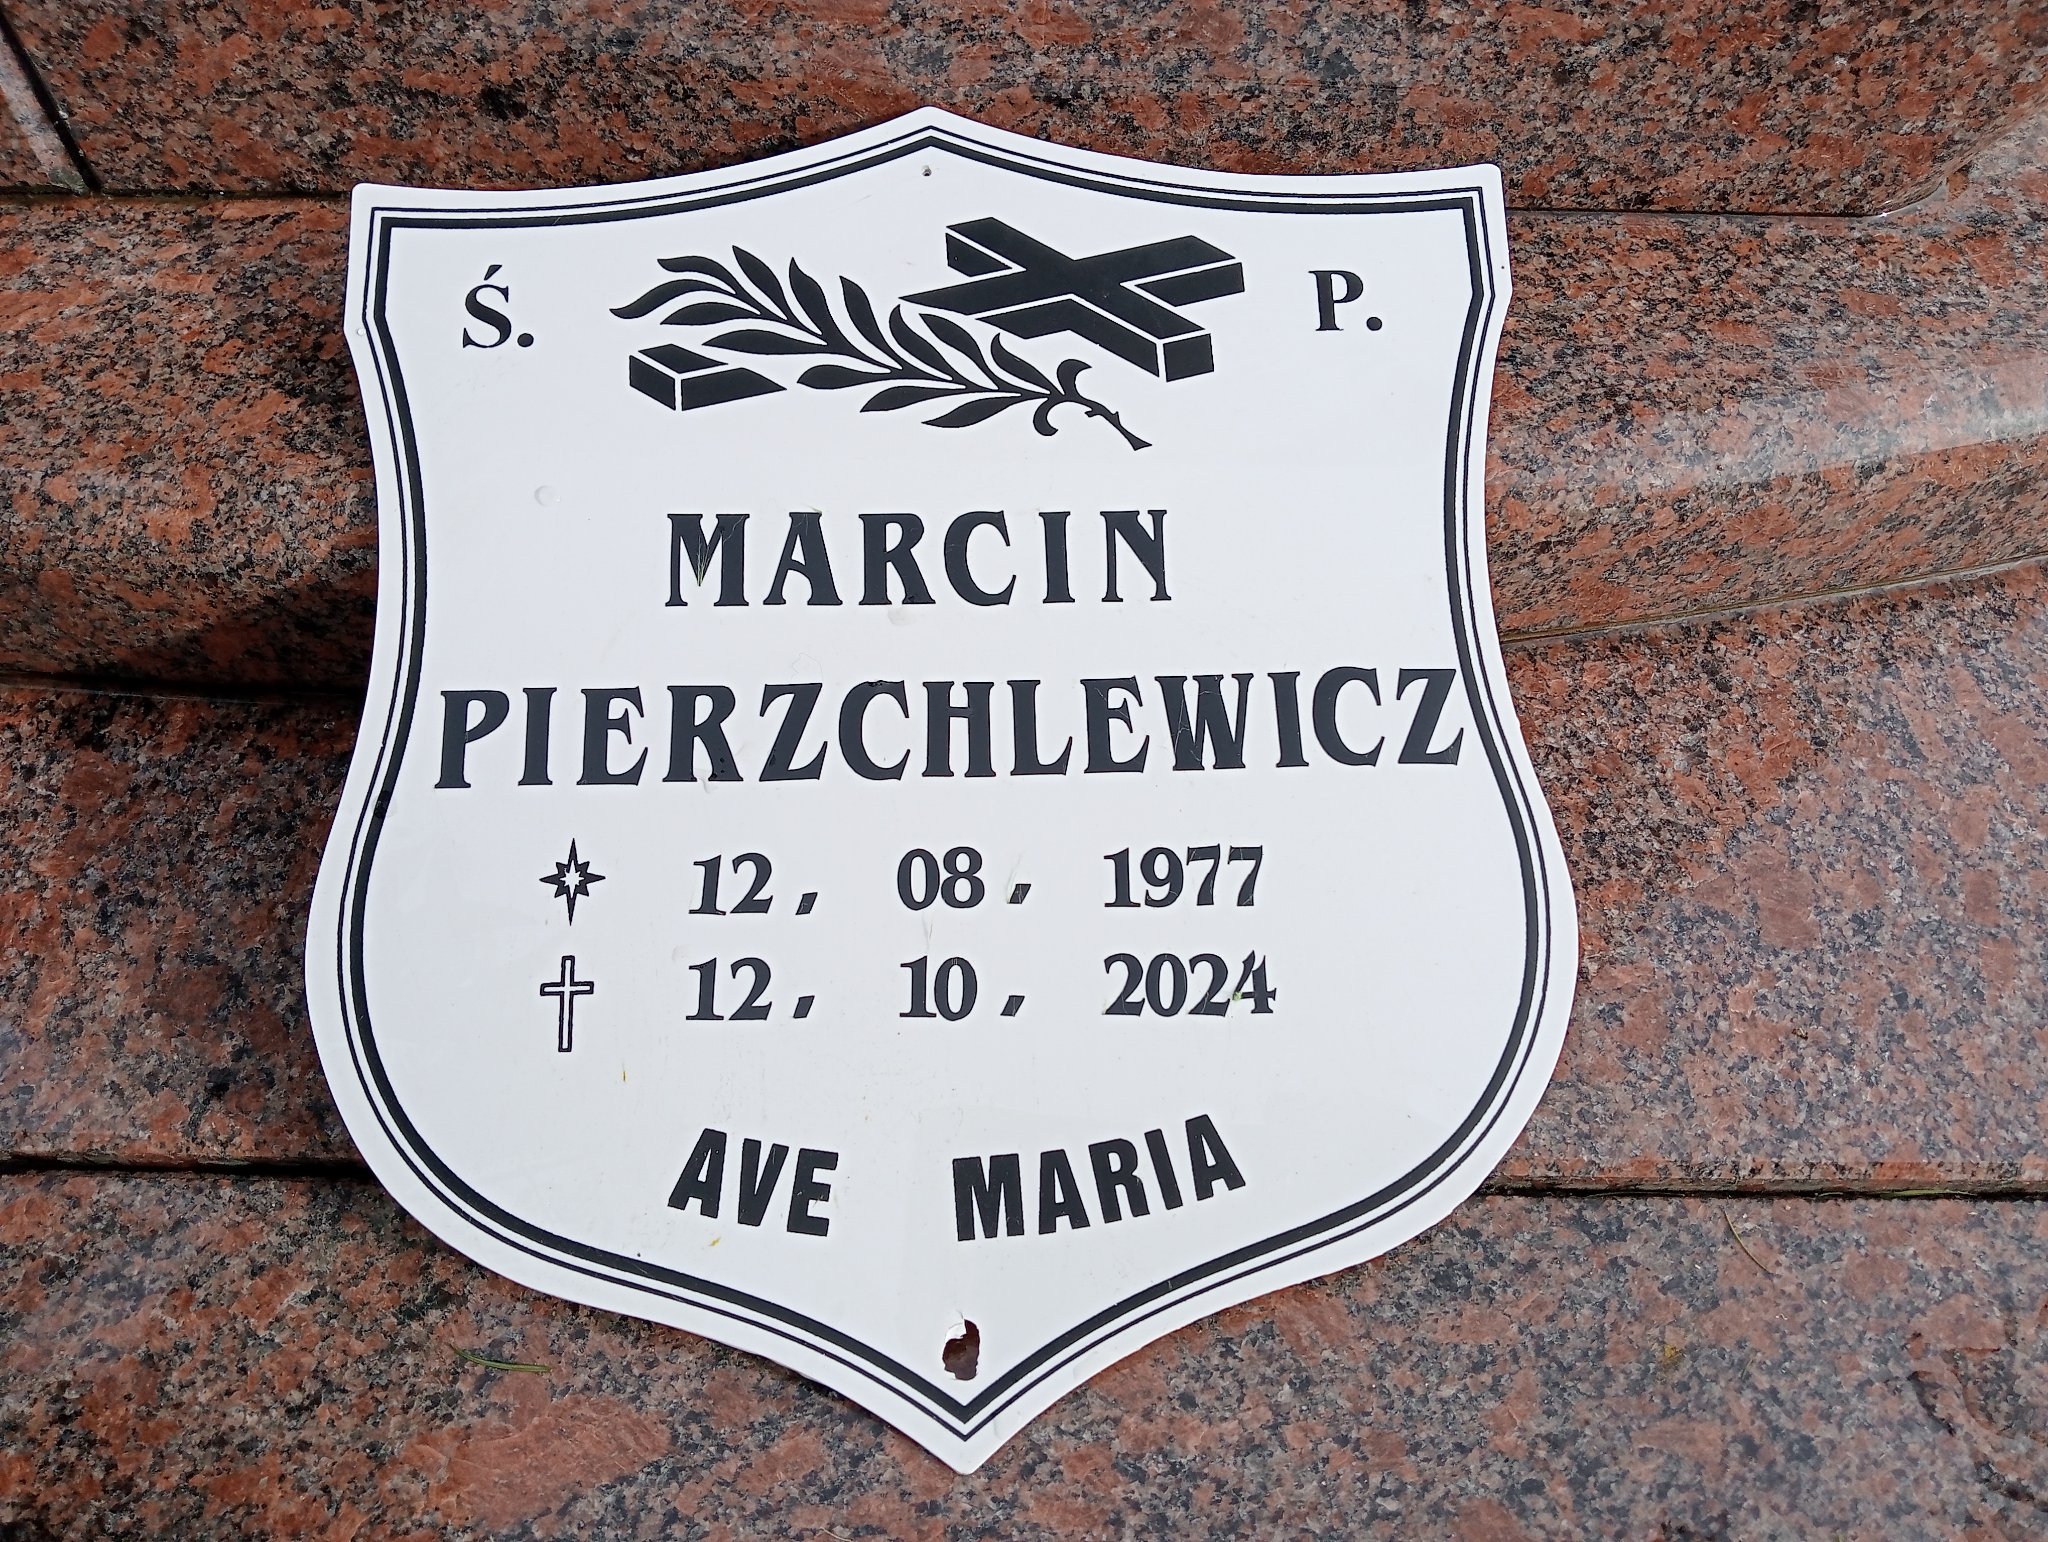 Ś. P.
MARCIN
PIERZCHLEWICZ
12. 08. 1977
12. 10. 2024
AVE MARIA